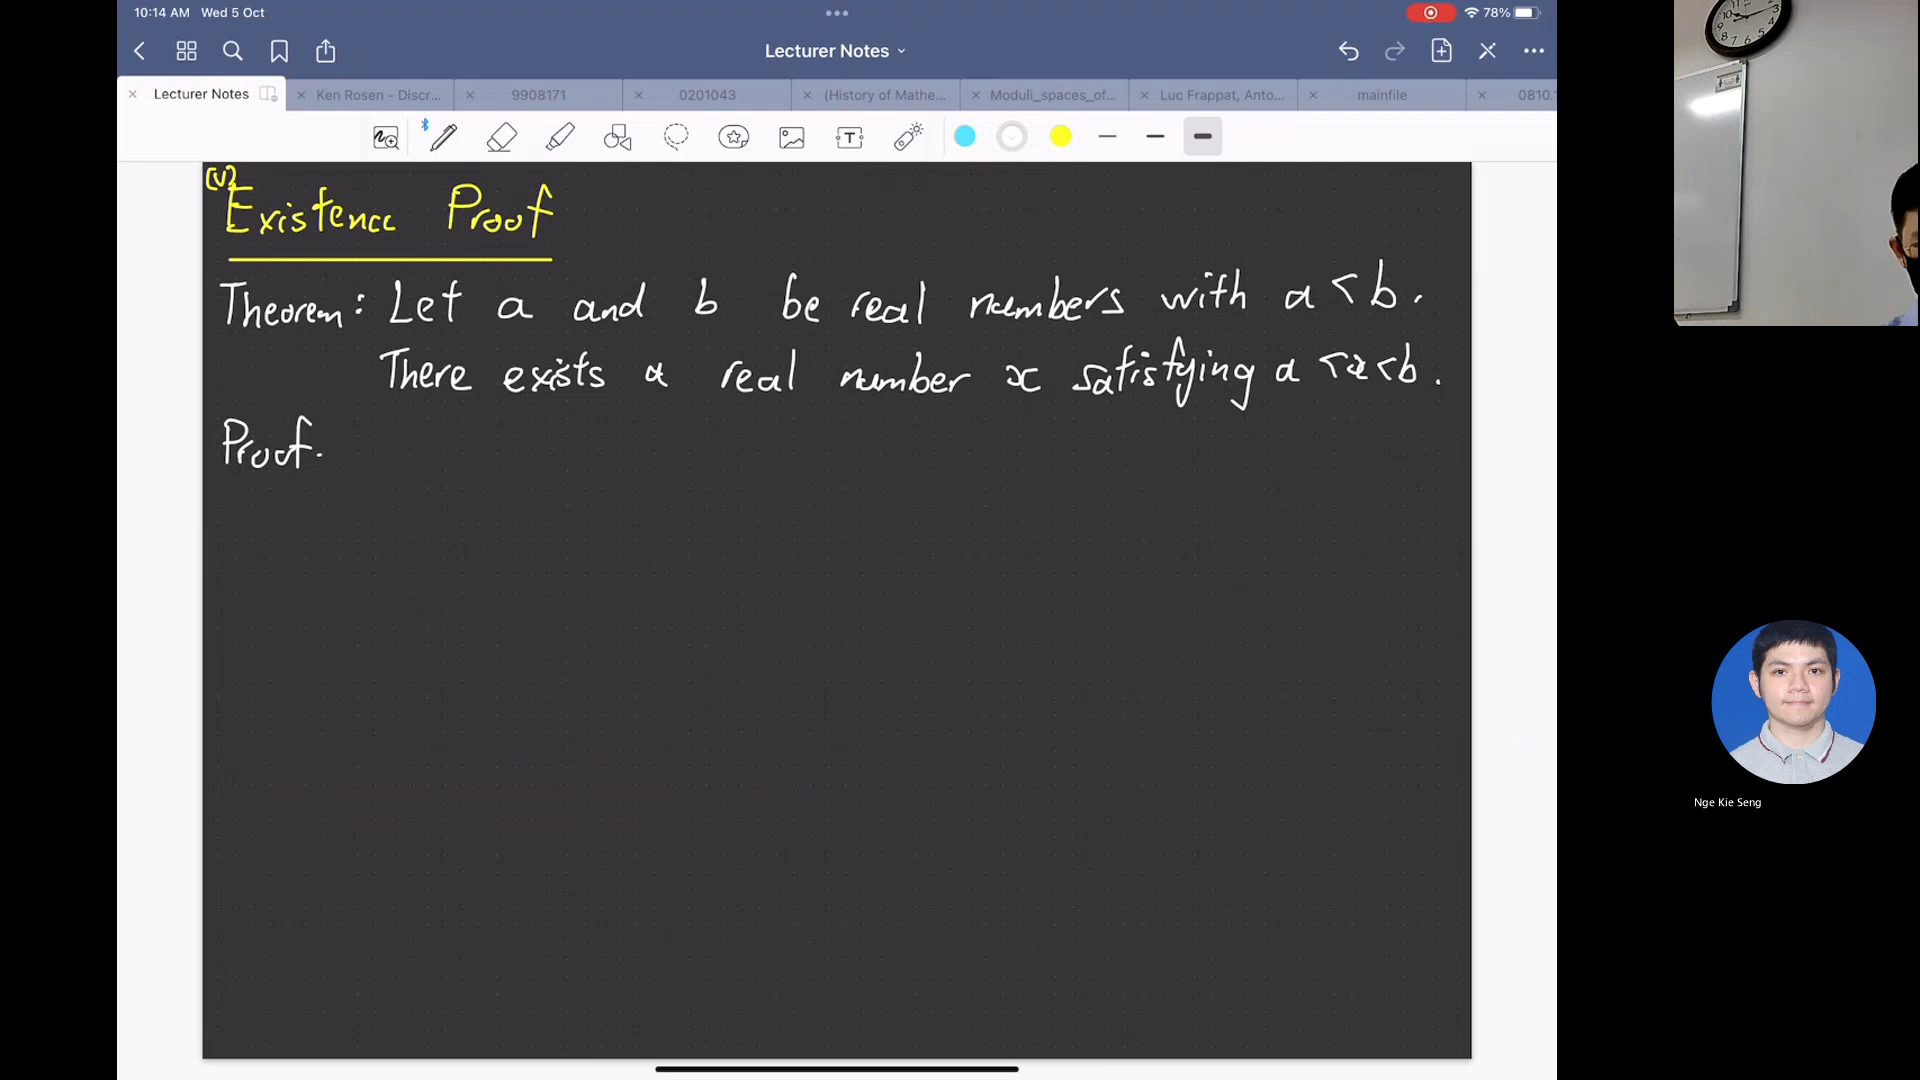 10:14 AM Wed 5 Oct
78%
Lecturer Notes
Lecturer Notes
Ken Rosen - Discr...
9908171
0201043
(History of Mathe...
Moduli_spaces_of...
Luc Frappat, Anto...
mainfile
0810.
(V)
Existence Proof
Theorem: Let a and b be real numbers with a < b.
There exists a real number x satisfying a < x < b.
Proof.
Nge Kie Seng